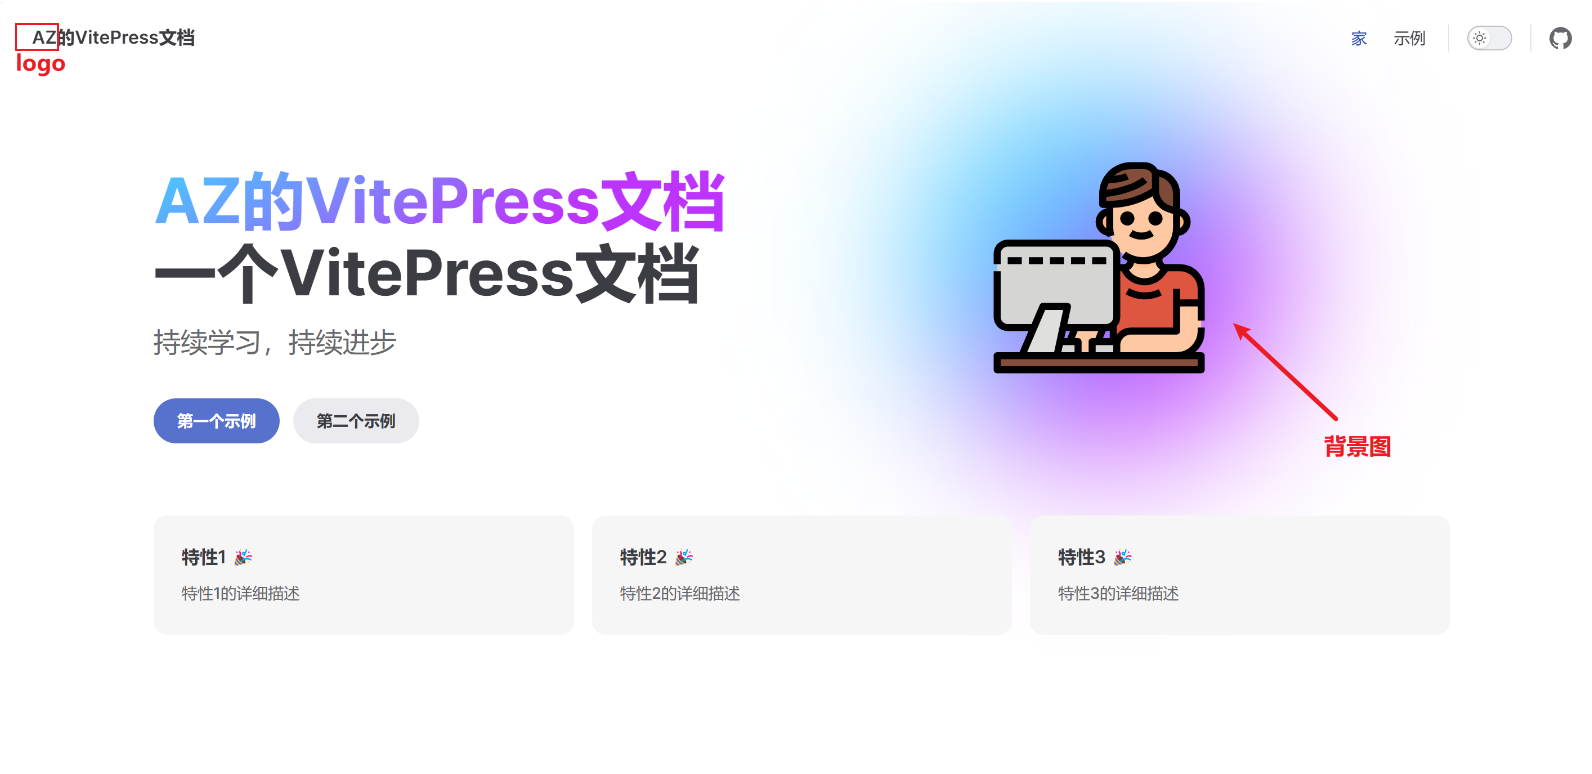 AZ的VitePress文档
家 示例
logo
AZ的VitePress文档
一个VitePress文档
持续学习，持续进步
第一个示例 第二个示例
背景图
特性1 🎉 特性2 🎉 特性3 🎉
特性1的详细描述 特性2的详细描述 特性3的详细描述